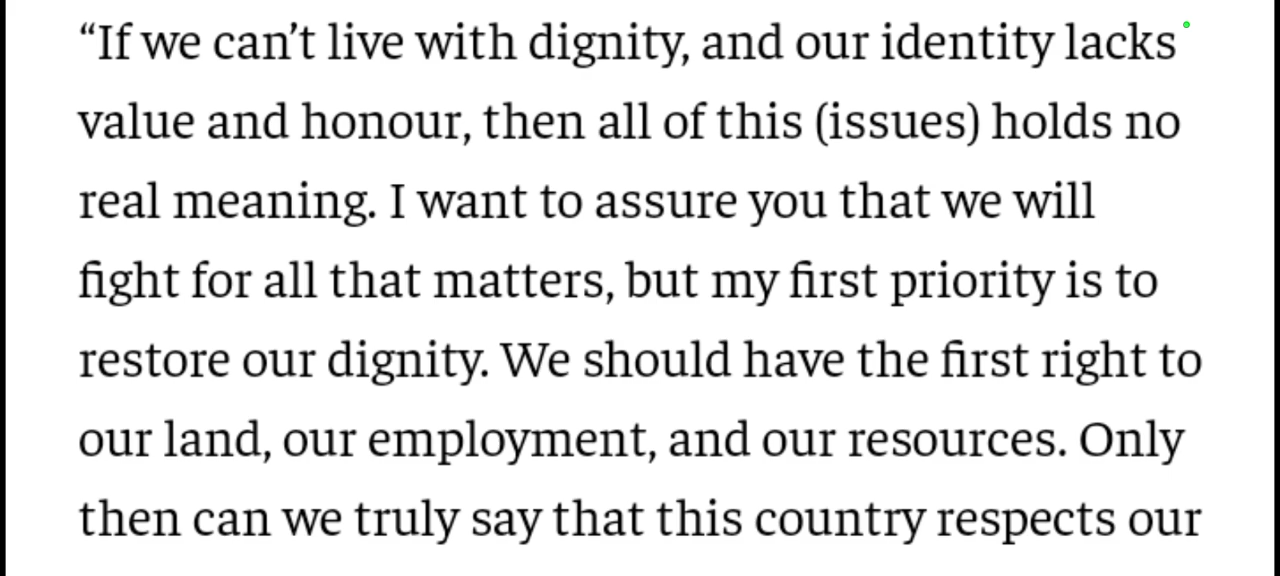 “If we can’t live with dignity, and our identity lacks
value and honour, then all of this (issues) holds no
real meaning. I want to assure you that we will
fight for all that matters, but my first priority is to
restore our dignity. We should have the first right to
our land, our employment, and our resources. Only
then can we truly say that this country respects our